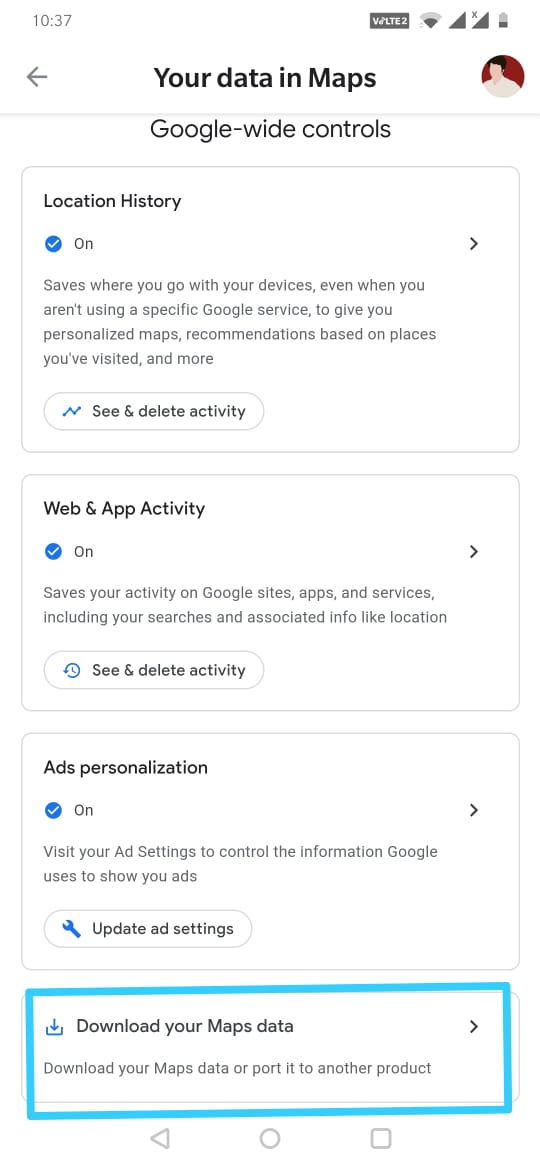 10:37
VoLTE2
x
Your data in Maps
Google-wide controls
Location History
On
Saves where you go with your devices, even when you
aren't using a specific Google service, to give you
personalized maps, recommendations based on places
you've visited, and more
See & delete activity
Web & App Activity
On
Saves your activity on Google sites, apps, and services,
including your searches and associated info like location
See & delete activity
Ads personalization
On
Visit your Ad Settings to control the information Google
uses to show you ads
Update ad settings
Download your Maps data
Download your Maps data or port it to another product